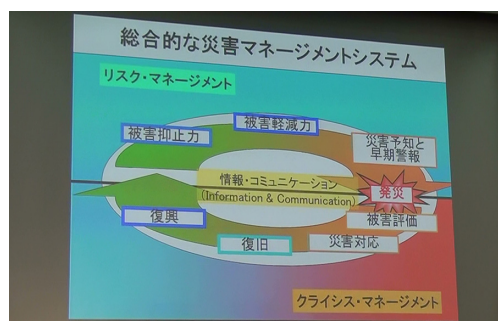 総合的な災害マネージメントシステム
リスク・マネージメント
被害抑止力
被害軽減力
災害予知と
早期警報
情報・コミュニケーション
(Information & Communication)
発災
復興
被害評価
復旧
災害対応
クライシス・マネージメント